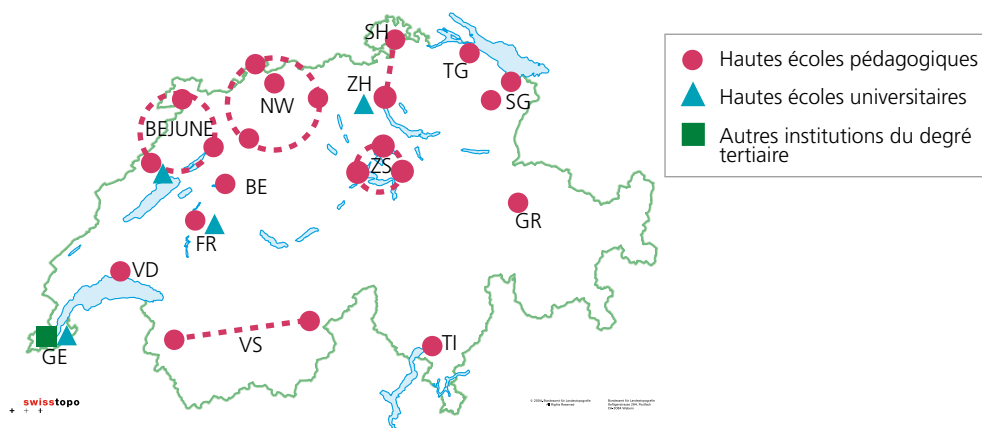 SH
TG
ZH
NW
SG
BEJUNE
ZS
BE
GR
FR
VD
VS
TI
GE
Hautes écoles pédagogiques
Hautes écoles universitaires
Autres institutions du degré
tertiaire
swisstopo